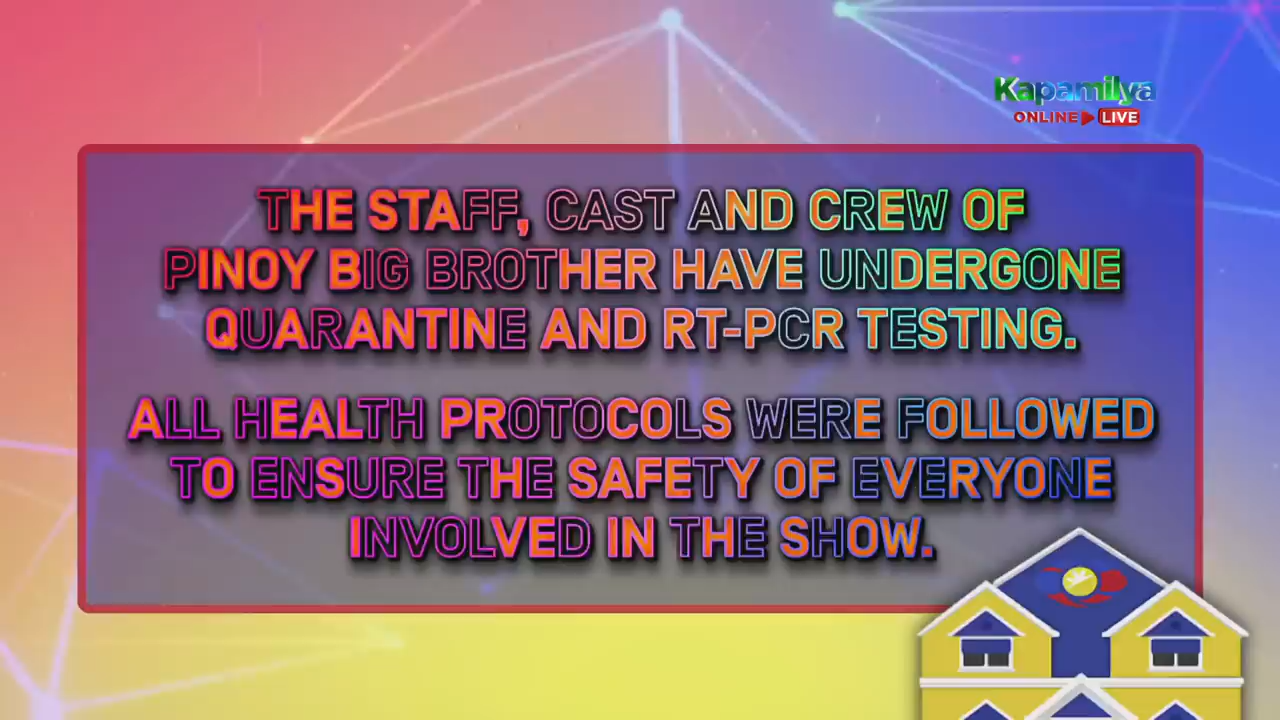 Kapamilya
ONLINE LIVE
THE STAFF, CAST AND CREW OF
PINOY BIG BROTHER HAVE UNDERGONE
QUARANTINE AND RT-PCR TESTING.
ALL HEALTH PROTOCOLS WERE FOLLOWED
TO ENSURE THE SAFETY OF EVERYONE
INVOLVED IN THE SHOW.